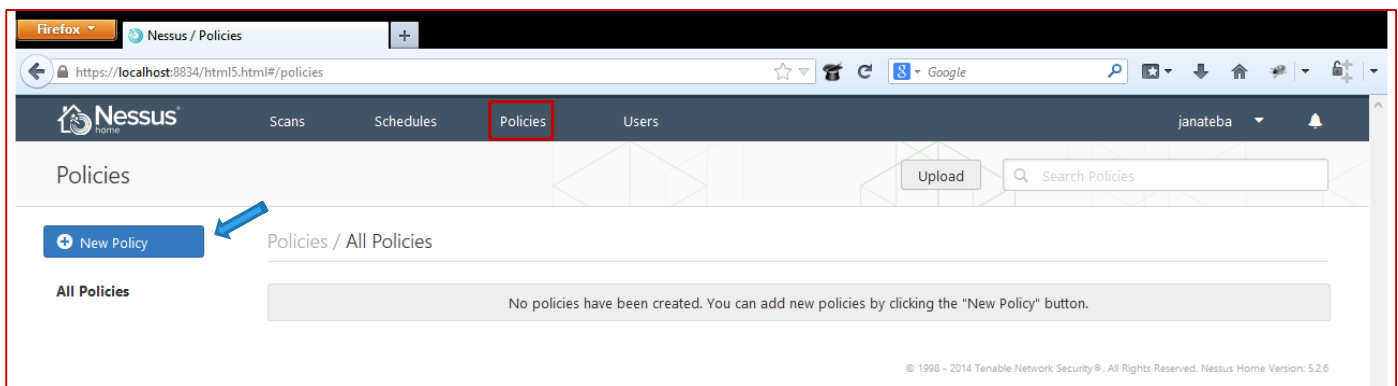 Firefox
Nessus / Policies
+
https://localhost:8834/html5.html#/policies
8 Google
Nessus®
home
Scans Schedules Policies Users janateba
Policies
Upload
Search Policies
New Policy
Policies / All Policies
All Policies
No policies have been created. You can add new policies by clicking the "New Policy" button.
© 1998 - 2014 Tenable Network Security®. All Rights Reserved. Nessus Home Version: 5.2.6